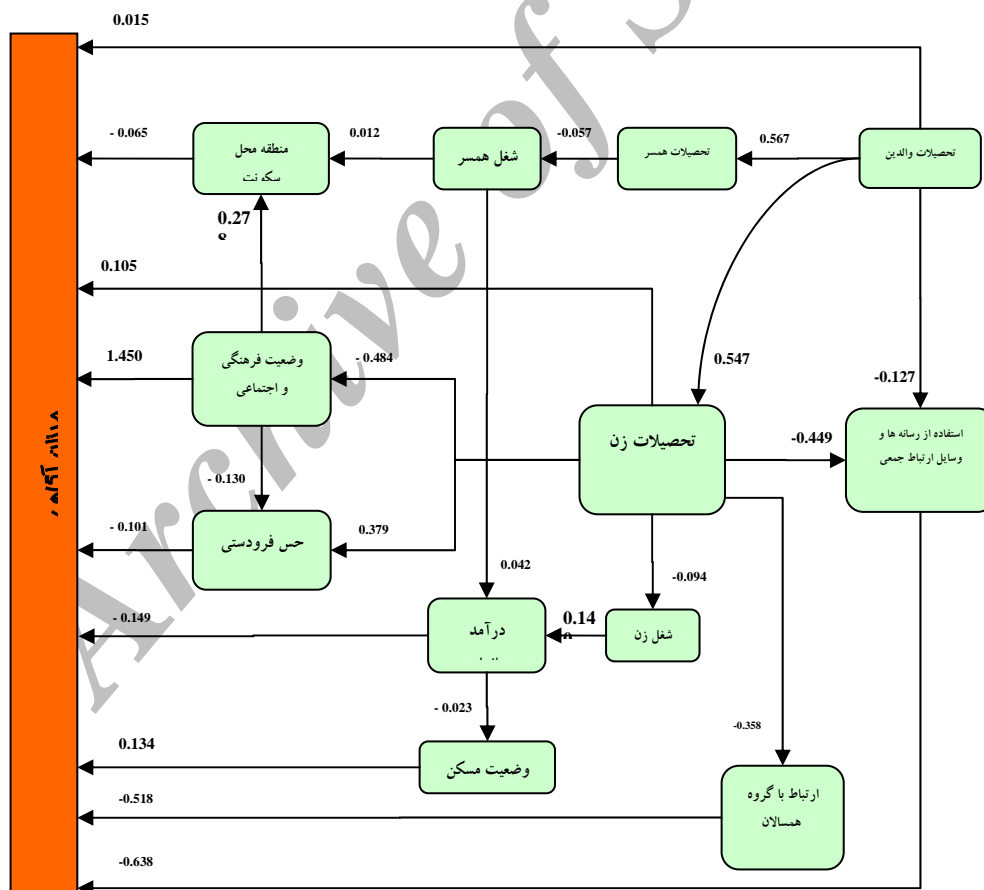 0.015
- 0.065
منطقه محل
سکونت
0.012
شغل همسر
-0.057
تحصیلات همسر
0.567
تحصیلات والدین
0.27
0.105
1.450
وضعیت فرهنگی
و اجتماعی
- 0.484
0.547
-0.127
تحصیلات زن
-0.449
استفاده از رسانه ها و
وسایل ارتباط جمعی
- 0.130
- 0.101
حس فرودستی
0.379
0.042
-0.094
- 0.149
درآمد
0.14
شغل زن
- 0.023
-0.358
0.134
وضعیت مسکن
-0.518
ارتباط با گروه
همسالان
-0.638
Archive of S